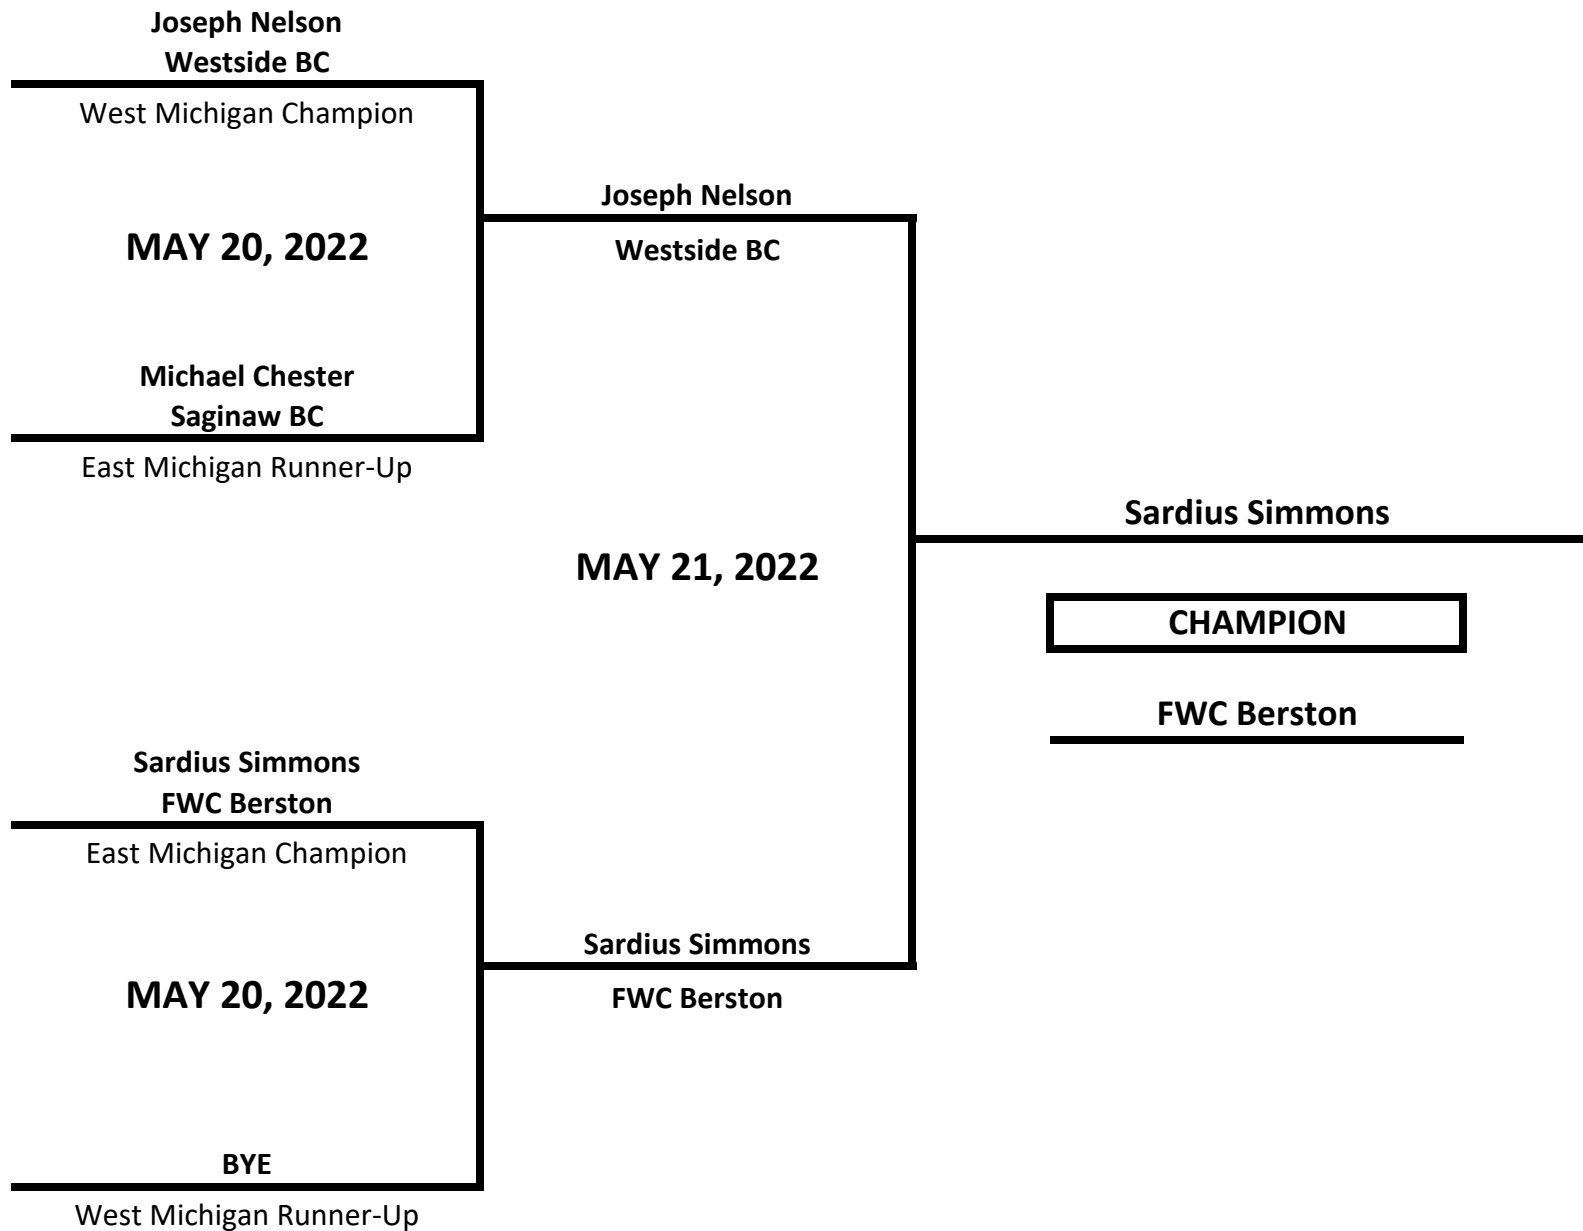 Joseph Nelson
Westside BC
West Michigan Champion
MAY 20, 2022
Michael Chester
Saginaw BC
East Michigan Runner-Up
Joseph Nelson
Westside BC
MAY 21, 2022
Sardius Simmons
CHAMPION
FWC Berston
Sardius Simmons
FWC Berston
East Michigan Champion
MAY 20, 2022
BYE
West Michigan Runner-Up
Sardius Simmons
FWC Berston